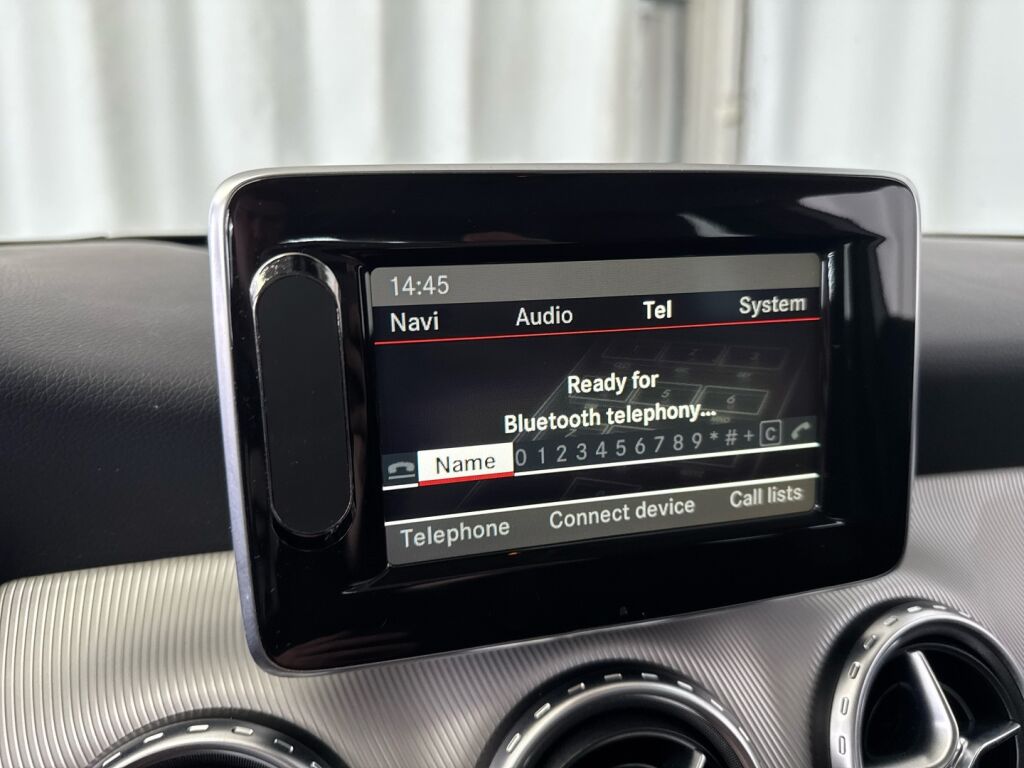 14:45
Navi Audio Tel System
Ready for
Bluetooth telephony...
Name 0 1 2 3 4 5 6 7 8 9 * # + C
Telephone Connect device Call lists